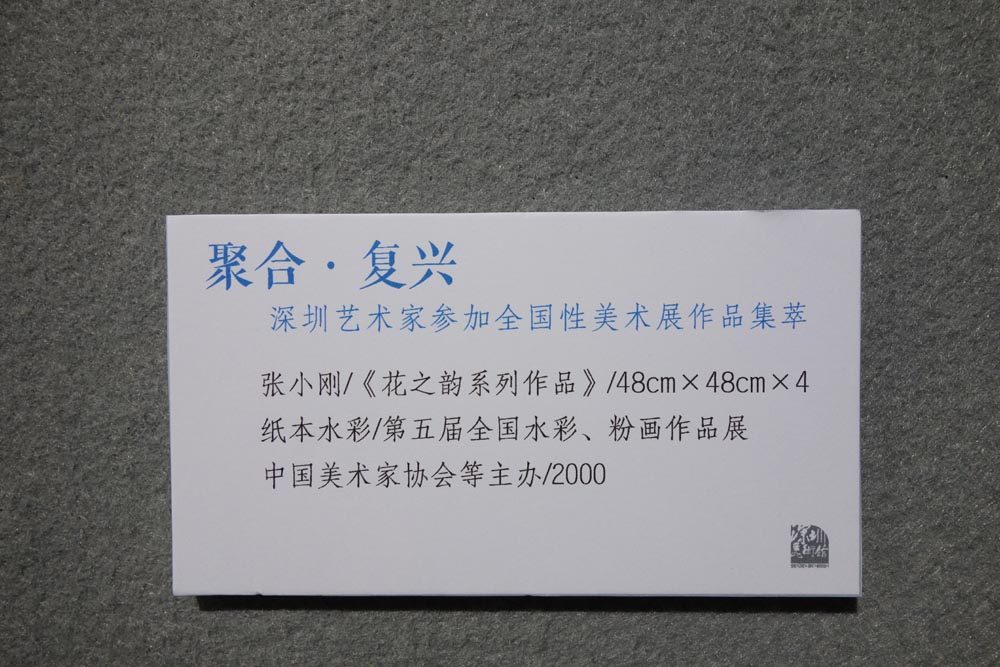 聚合·复兴
深圳艺术家参加全国性美术展作品集萃
张小刚/《花之韵系列作品》/48cm×48cm×4
纸本水彩/第五届全国水彩、粉画作品展
中国美术家协会等主办/2000